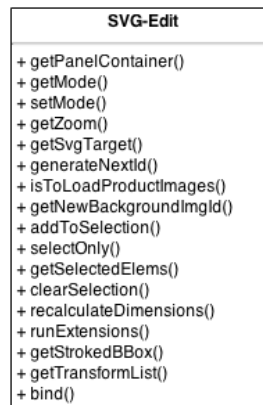 SVG-Edit
+ getPanelContainer()
+ getMode()
+ setMode()
+ getZoom()
+ getSvgTarget()
+ generateNextId()
+ isToLoadProductImages()
+ getNewBackgroundImgId()
+ addToSelection()
+ selectOnly()
+ getSelectedElems()
+ clearSelection()
+ recalculateDimensions()
+ runExtensions()
+ getStrokedBBox()
+ getTransformList()
+ bind()